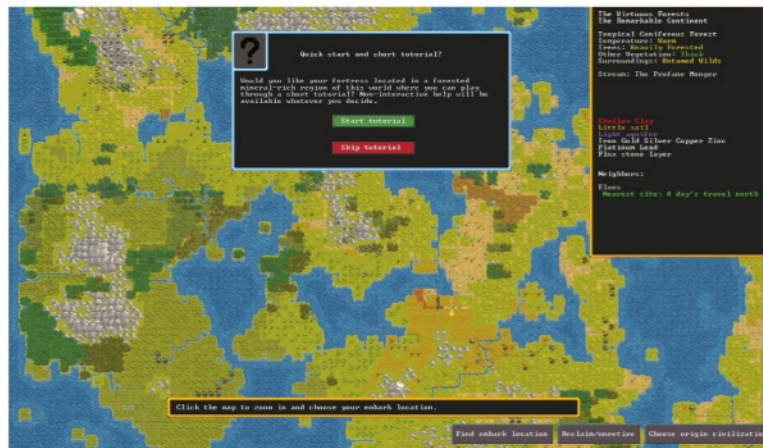 Quick start and short tutorial?
Would you like your fortress located in a forested
mineral-rich region of this world where you can play
through a short tutorial? Non-interactive help will be
available whatever you decide.
Start tutorial
Skip tutorial
The Virtuous Forests
The Remarkable Continent
Tropical Coniferous Forest
Temperature: Warm
Trees: Heavily Forested
Other Vegetation: Thick
Surroundings: Untamed Wilds
Stream: The Profane Monger
Shallow Clay
Little soil
Light aquifer
Iron Gold Silver Copper Zinc
Platinum Lead
Flux stone layer
Neighbors:
Elves
Nearest site: A day's travel north
Click the map to zoom in and choose your embark location.
Find embark location
Reclaim/unretire
Choose origin civilization